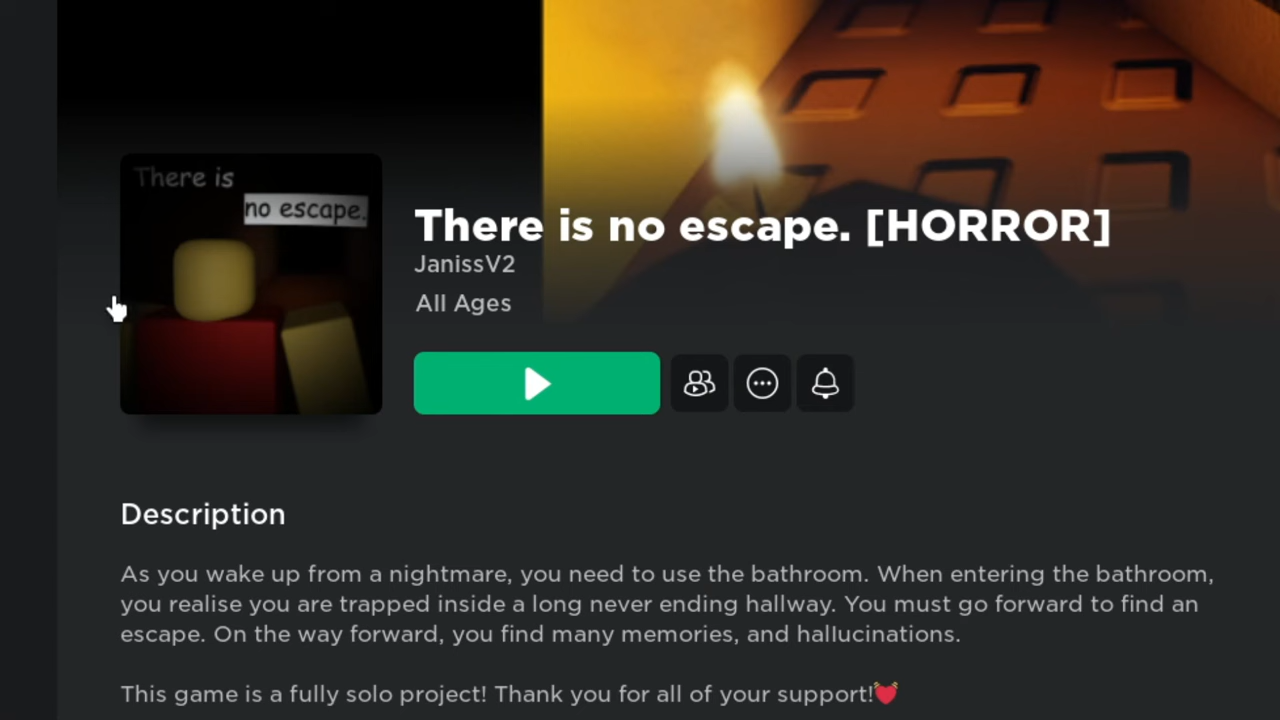 There is
no escape.
There is no escape. [HORROR]
JanissV2
All Ages
Description
As you wake up from a nightmare, you need to use the bathroom. When entering the bathroom,
you realise you are trapped inside a long never ending hallway. You must go forward to find an
escape. On the way forward, you find many memories, and hallucinations.
This game is a fully solo project! Thank you for all of your support!💓